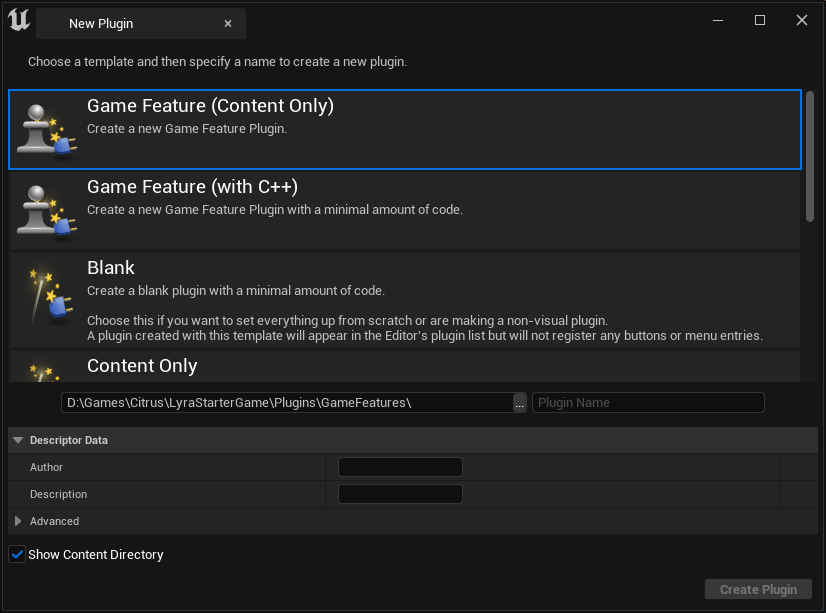 New Plugin
Choose a template and then specify a name to create a new plugin.
Game Feature (Content Only)
Create a new Game Feature Plugin.
Game Feature (with C++)
Create a new Game Feature Plugin with a minimal amount of code.
Blank
Create a blank plugin with a minimal amount of code.
Choose this if you want to set everything up from scratch or are making a non-visual plugin.
A plugin created with this template will appear in the Editor's plugin list but will not register any buttons or menu entries.
Content Only
D:\Games\Citrus\LyraStarterGame\Plugins\GameFeatures\ ... Plugin Name
Descriptor Data
Author
Description
Advanced
Show Content Directory
Create Plugin